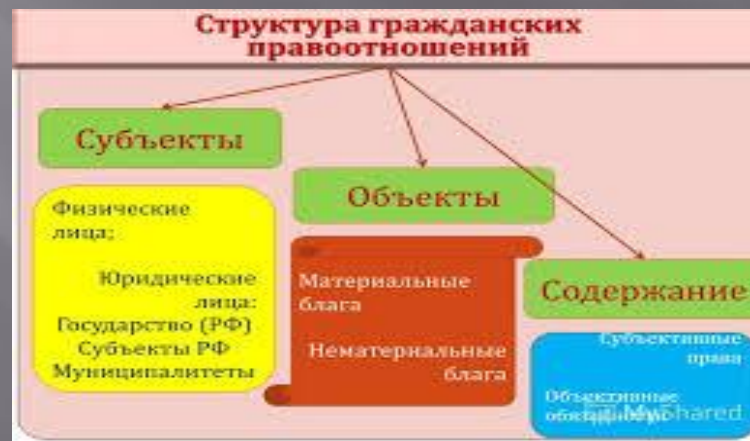 Структура гражданских
правоотношений
Субъекты
Физические
лица;
Юридические
лица:
Государство (РФ)
Субъекты РФ
Муниципалитеты
Объекты
Материальные
блага
Нематериальные
блага
Содержание
Субъективные
права
Объективные
MyShared